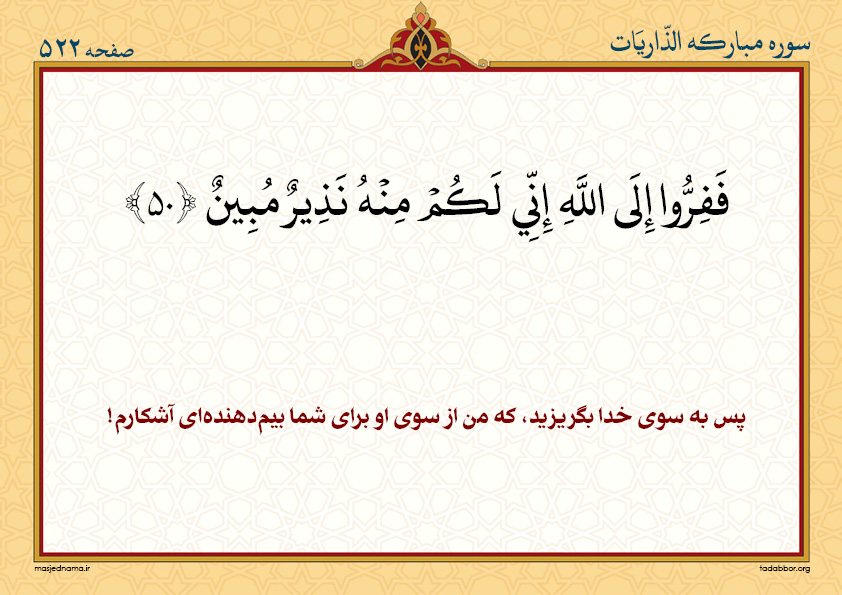 سوره مبارکه الذّاریَات
صفحه ۵۲۲
فَفِرُّوا إِلَى اللَّهِ إِنِّي لَكُمْ مِنْهُ نَذِيرٌ مُبِينٌ ﴿۵۰﴾
پس به سوی خدا بگریزید، که من از سوی او برای شما بیم‌دهنده‌ای آشکارم!
masjednama.ir
tadabbor.org